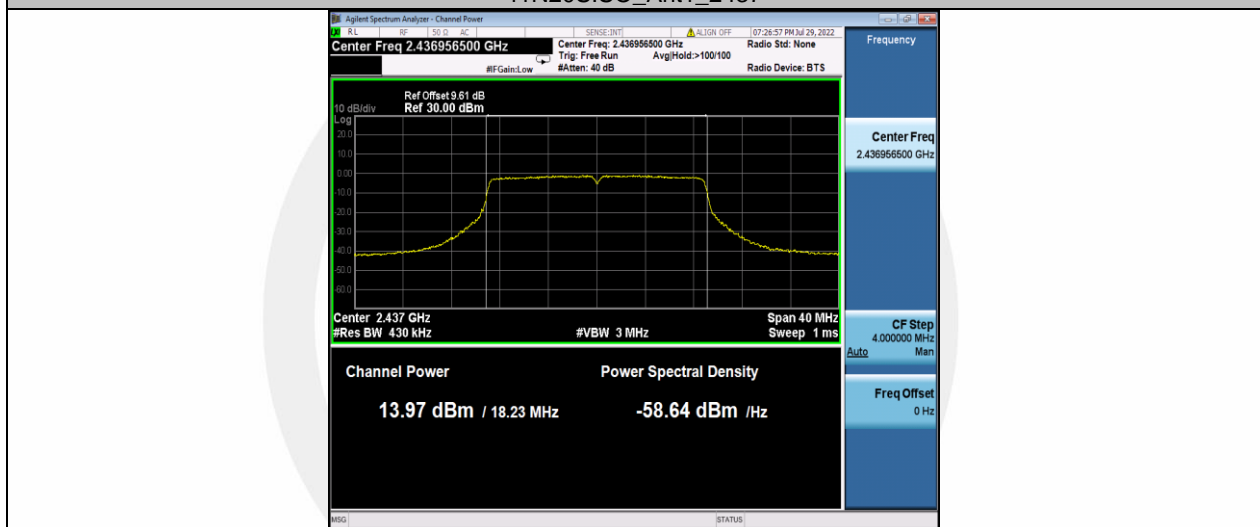 Agilent Spectrum Analyzer - Channel Power
RL RF 50 Ω AC SENSE:INT ALIGN OFF 07:26:57 PM Jul 29, 2022
Center Freq 2.436956500 GHz
Center Freq: 2.436956500 GHz Radio Std: None
Trig: Free Run Avg|Hold:>100/100
#IFGain:Low #Atten: 40 dB Radio Device: BTS
Frequency
Ref Offset 9.61 dB
10 dB/div Ref 30.00 dBm
Log
20.0
10.0
0.00
-10.0
-20.0
-30.0
-40.0
-50.0
-60.0
Center 2.437 GHz Span 40 MHz
#Res BW 430 kHz #VBW 3 MHz Sweep 1 ms
Channel Power Power Spectral Density
13.97 dBm / 18.23 MHz -58.64 dBm /Hz
Center Freq
2.436956500 GHz
CF Step
4.000000 MHz
Auto Man
Freq Offset
0 Hz
MSG STATUS